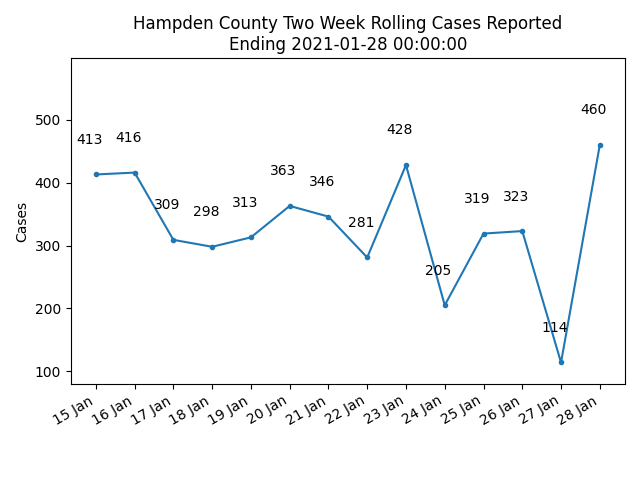 Hampden County Two Week Rolling Cases Reported
Ending 2021-01-28 00:00:00
Cases
500
400
300
200
100
413
416
309
298
313
363
346
281
428
205
319
323
114
460
15 Jan
16 Jan
17 Jan
18 Jan
19 Jan
20 Jan
21 Jan
22 Jan
23 Jan
24 Jan
25 Jan
26 Jan
27 Jan
28 Jan